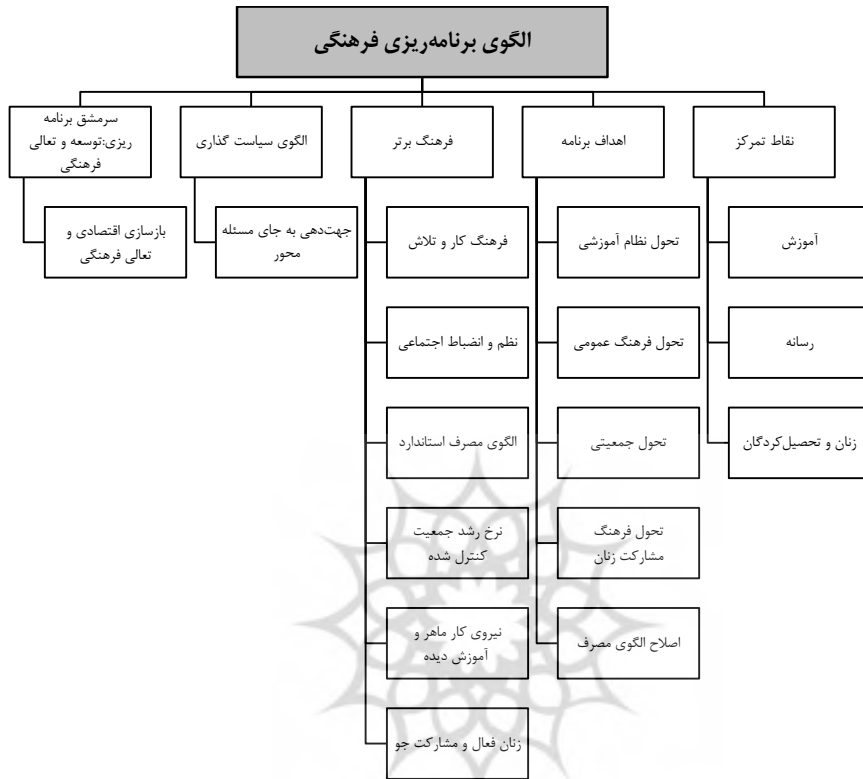 الگوی برنامه‌ریزی فرهنگی
نقاط تمرکز
آموزش
رسانه
زنان و تحصیل‌کردگان
اهداف برنامه
تحول نظام آموزشی
تحول فرهنگ عمومی
تحول جمعیتی
تحول فرهنگ
مشارکت زنان
اصلاح الگوی مصرف
فرهنگ برتر
فرهنگ کار و تلاش
نظم و انضباط اجتماعی
الگوی مصرف استاندارد
نرخ رشد جمعیت
کنترل شده
نیروی کار ماهر و
آموزش دیده
زنان فعال و مشارکت جو
الگوی سیاست گذاری
جهت‌دهی به جای مسئله
محور
سرمشق برنامه
ریزی:توسعه و تعالی
فرهنگی
بازسازی اقتصادی و
تعالی فرهنگی